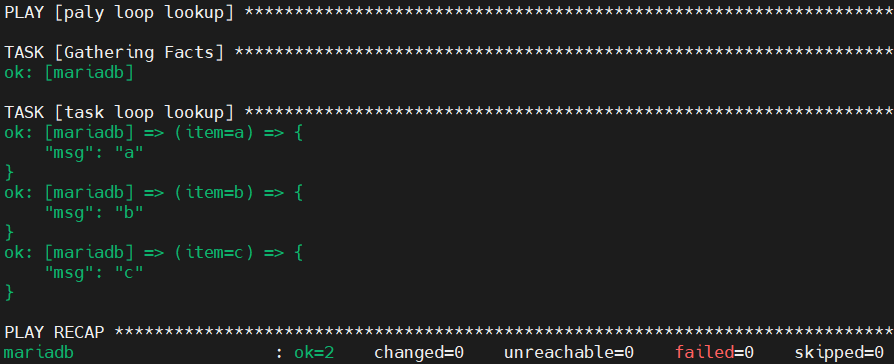 PLAY [paly loop lookup] *****************************************************************
TASK [Gathering Facts] ******************************************************************
ok: [mariadb]
TASK [task loop lookup] *****************************************************************
ok: [mariadb] => (item=a) => {
    "msg": "a"
}
ok: [mariadb] => (item=b) => {
    "msg": "b"
}
ok: [mariadb] => (item=c) => {
    "msg": "c"
}
PLAY RECAP ******************************************************************************
mariadb                    : ok=2    changed=0    unreachable=0    failed=0    skipped=0